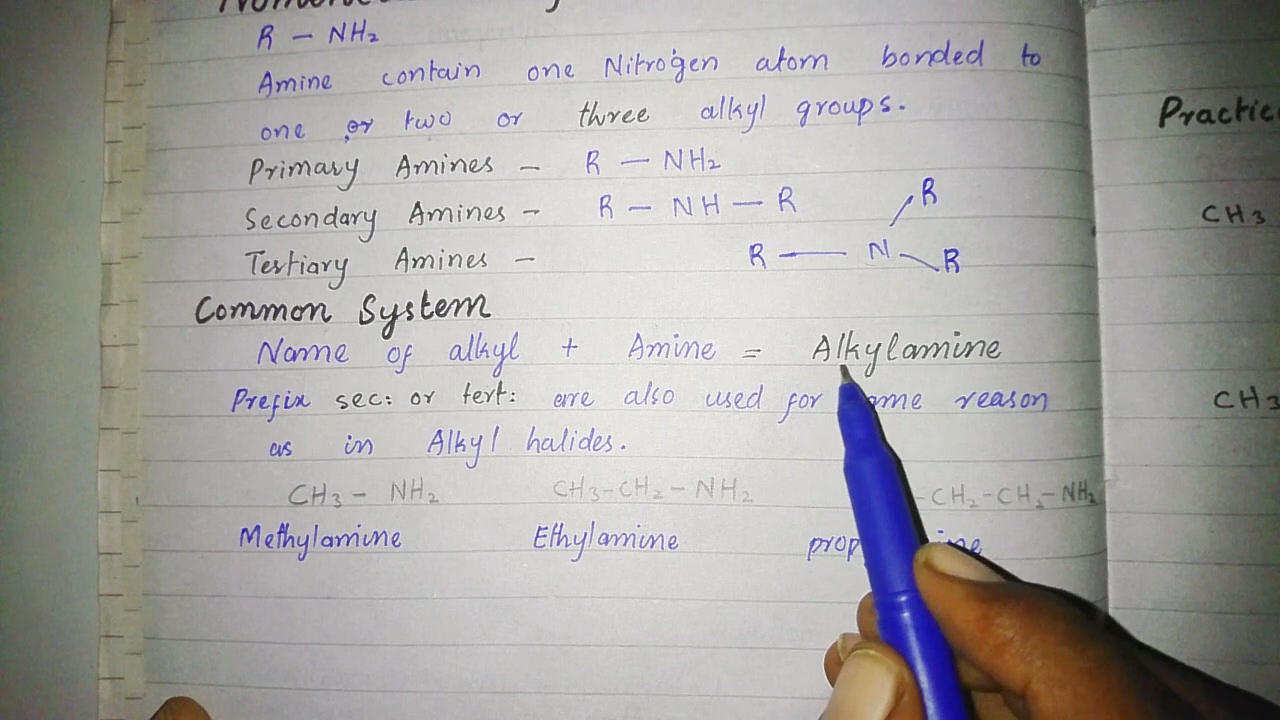 R - NH₂
Amine contain one Nitrogen atom bonded to
one or two or three alkyl groups.
Primary Amines - R - NH₂
Secondary Amines - R - NH - R
Tertiary Amines - R - N - R
R
Common System
Name of alkyl + Amine = Alkylamine
Prefix sec: or tert: are also used for same reason
as in Alkyl halides.
CH₃ - NH₂ CH₃-CH₂-NH₂ -CH₂-CH₂-NH₂
Methylamine Ethylamine
CH₃
CH₃